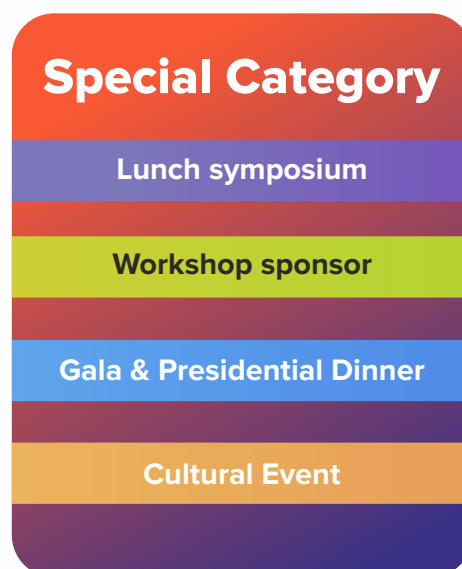 Special Category
Lunch symposium
Workshop sponsor
Gala & Presidential Dinner
Cultural Event